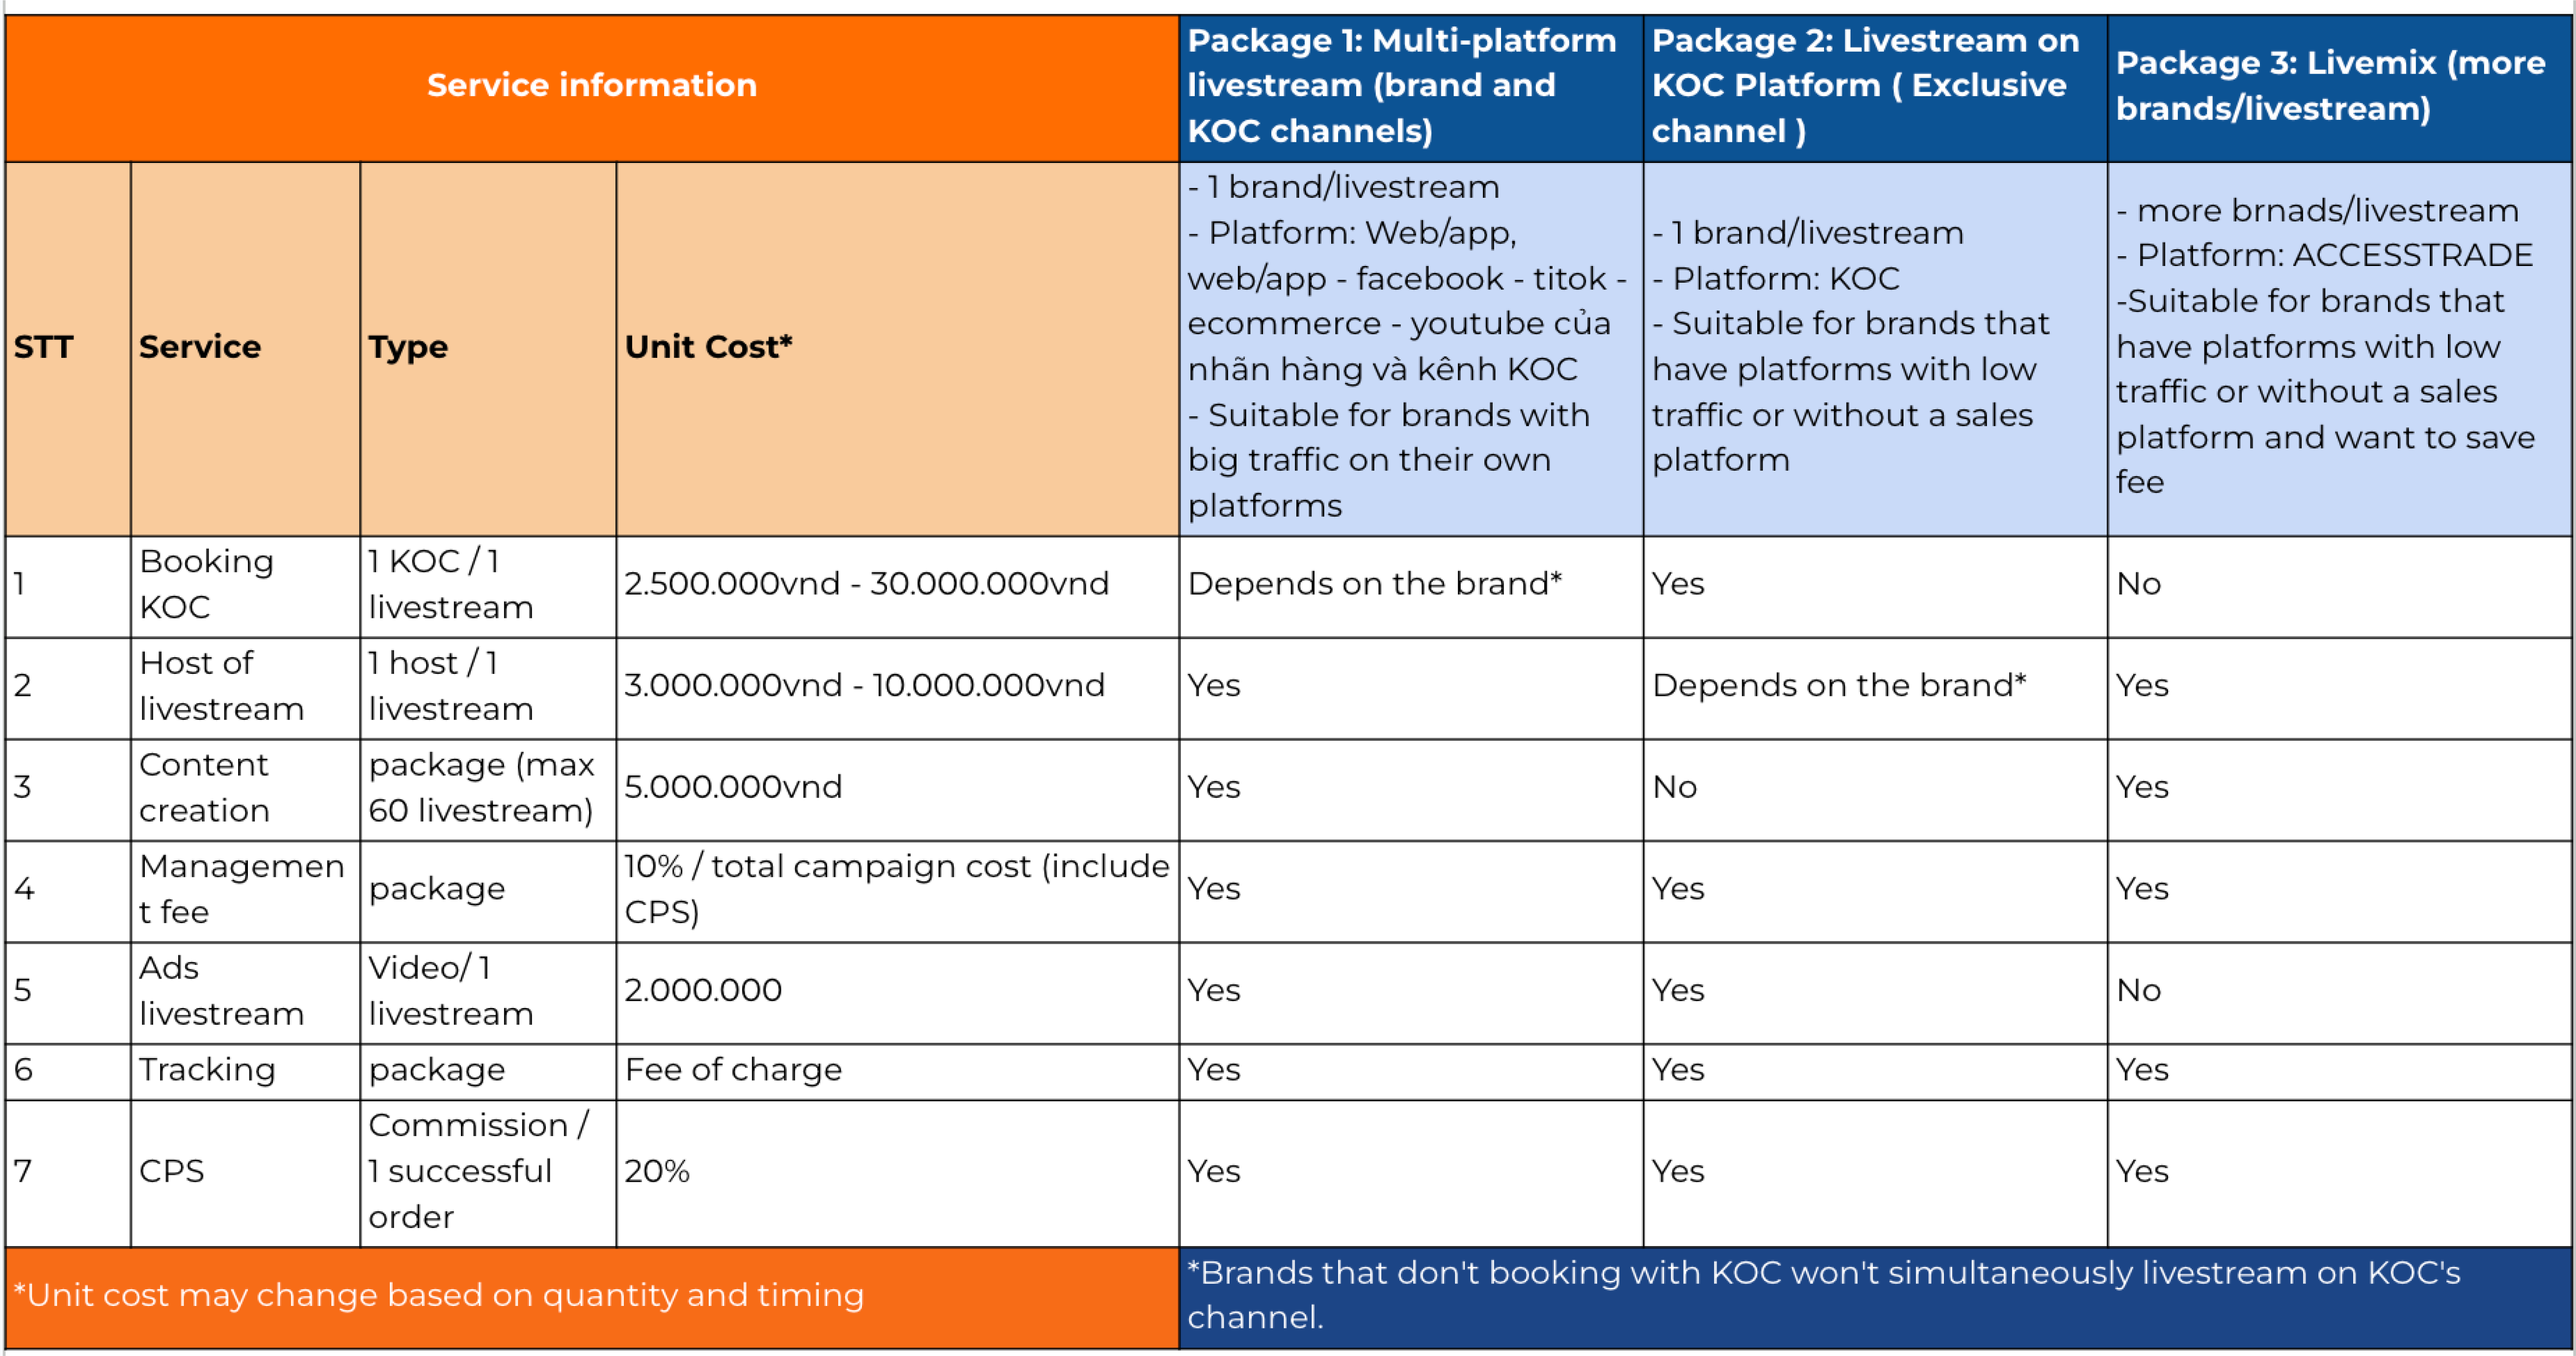 Service information
Package 1: Multi-platform
livestream (brand and
KOC channels)
Package 2: Livestream on
KOC Platform ( Exclusive
channel )
Package 3: Livemix (more
brands/livestream)
STT
Service
Type
Unit Cost*
- 1 brand/livestream
- Platform: Web/app,
web/app - facebook - titok -
ecommerce - youtube của
nhãn hàng và kênh KOC
- Suitable for brands with
big traffic on their own
platforms
- 1 brand/livestream
- Platform: KOC
- Suitable for brands that
have platforms with low
traffic or without a sales
platform
- more brnads/livestream
- Platform: ACCESSTRADE
-Suitable for brands that
have platforms with low
traffic or without a sales
platform and want to save
fee
1
Booking
KOC
1 KOC / 1
livestream
2.500.000vnd - 30.000.000vnd
Depends on the brand*
Yes
No
2
Host of
livestream
1 host / 1
livestream
3.000.000vnd - 10.000.000vnd
Yes
Depends on the brand*
Yes
3
Content
creation
package (max
60 livestream)
5.000.000vnd
Yes
No
Yes
4
Managemen
t fee
package
10% / total campaign cost (include
CPS)
Yes
Yes
Yes
5
Ads
livestream
Video/ 1
livestream
2.000.000
Yes
Yes
No
6
Tracking
package
Fee of charge
Yes
Yes
Yes
7
CPS
Commission /
1 successful
order
20%
Yes
Yes
Yes
*Unit cost may change based on quantity and timing
*Brands that don't booking with KOC won't simultaneously livestream on KOC's
channel.